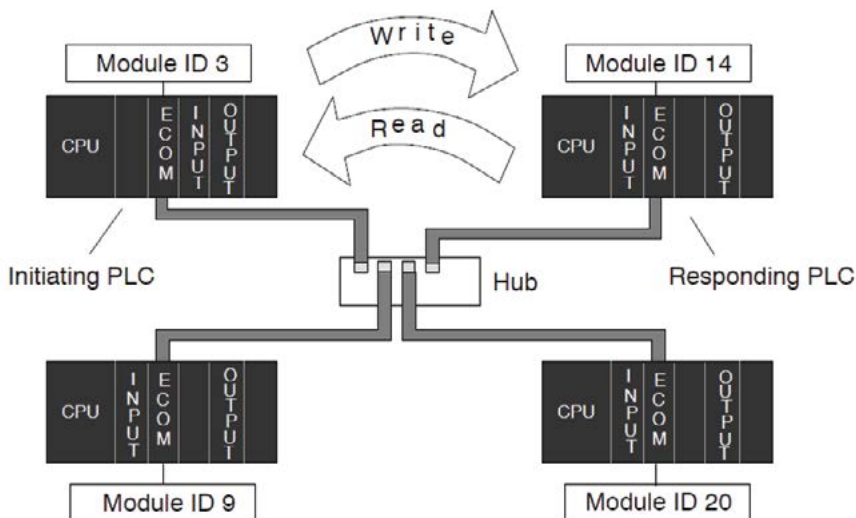 Write
Module ID 3
Module ID 14
Read
CPU
ECOM
INPUT
OUTPUT
CPU
INPUT
ECOM
OUTPUT
Initiating PLC
Hub
Responding PLC
CPU
INPUT
ECOM
OUTPUT
CPU
INPUT
ECOM
OUTPUT
Module ID 9
Module ID 20